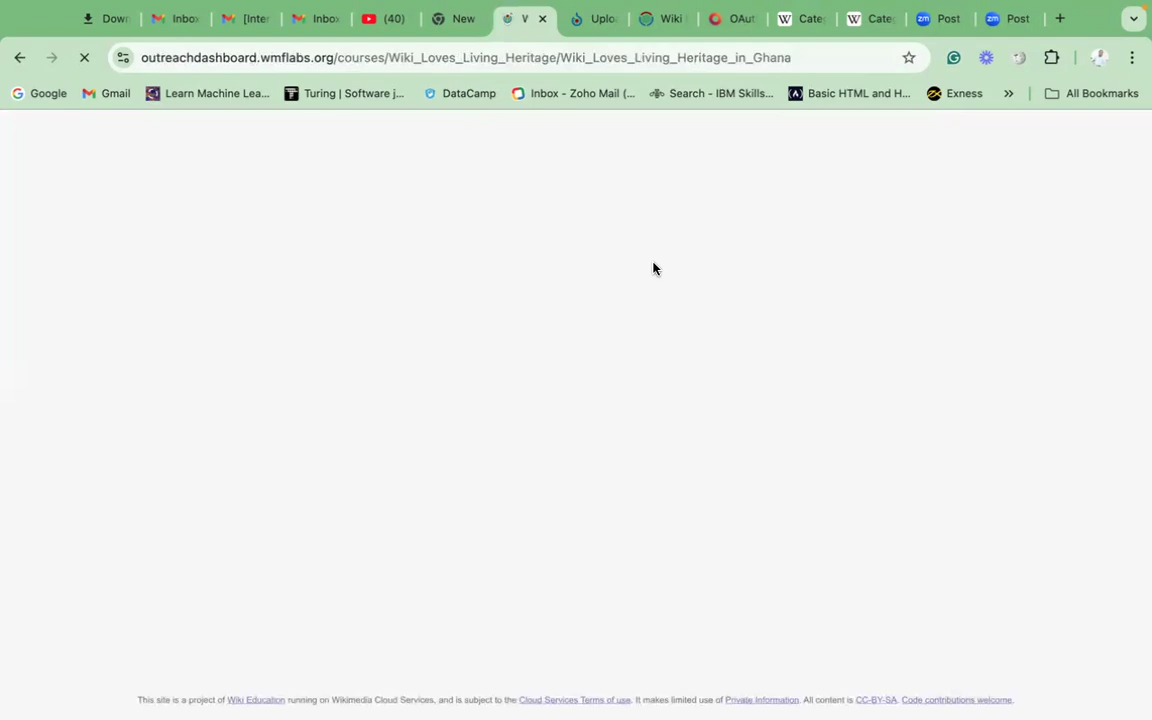 Down
Inbox
[Inter
Inbox
(40)
New
W
Uplo
Wiki
OAut
Cate
Cate
Post
Post
outreachdashboard.wmflabs.org/courses/Wiki_Loves_Living_Heritage/Wiki_Loves_Living_Heritage_in_Ghana
Google
Gmail
Learn Machine Lea...
Turing | Software j...
DataCamp
Inbox - Zoho Mail (...
Search - IBM Skills...
Basic HTML and H...
Exness
»
All Bookmarks
This site is a project of Wiki Education running on Wikimedia Cloud Services, and is subject to the Cloud Services Terms of use. It makes limited use of Private Information. All content is CC-BY-SA. Code contributions welcome.